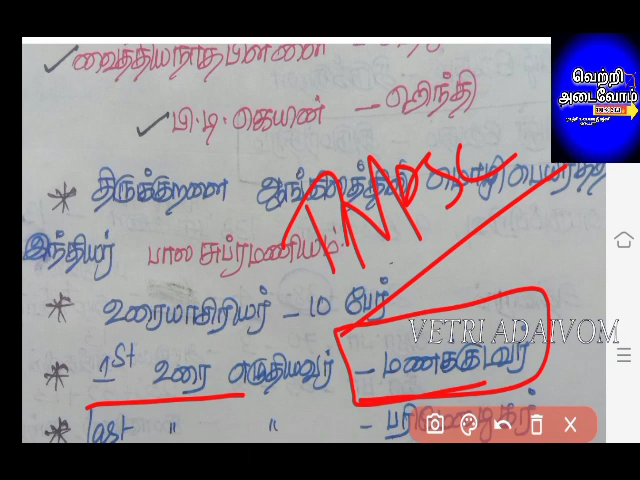 வைத்தியநாத பிள்ளை –
பி.டி.ஜெயின் – ஹிந்தி
* திருக்குறளை ஆங்கிலத்தில் மொழிபெயர்த்த
இந்தியர் பாலசுப்ரமணியம்.
TNPSC
* உரையாசிரியர் – 10 பேர்
* 1st உரை எழுதியவர் – மணக்குடவர்
* last " " – பரிமேலழகர்
வெற்றி
அடைவோம்
VETRI ADAIVOM